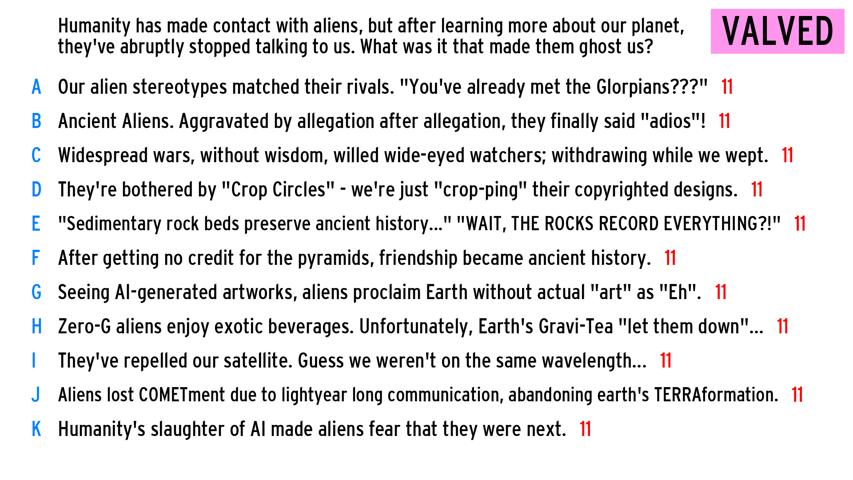 Humanity has made contact with aliens, but after learning more about our planet,
they've abruptly stopped talking to us. What was it that made them ghost us?
VALVED
A Our alien stereotypes matched their rivals. "You've already met the Glorpians???" 11
B Ancient Aliens. Aggravated by allegation after allegation, they finally said "adios"! 11
C Widespread wars, without wisdom, willed wide-eyed watchers; withdrawing while we wept. 11
D They're bothered by "Crop Circles" - we're just "crop-ping" their copyrighted designs. 11
E "Sedimentary rock beds preserve ancient history..." "WAIT, THE ROCKS RECORD EVERYTHING?!" 11
F After getting no credit for the pyramids, friendship became ancient history. 11
G Seeing AI-generated artworks, aliens proclaim Earth without actual "art" as "Eh". 11
H Zero-G aliens enjoy exotic beverages. Unfortunately, Earth's Gravi-Tea "let them down"... 11
I They've repelled our satellite. Guess we weren't on the same wavelength... 11
J Aliens lost COMETment due to lightyear long communication, abandoning earth's TERRAformation. 11
K Humanity's slaughter of AI made aliens fear that they were next. 11